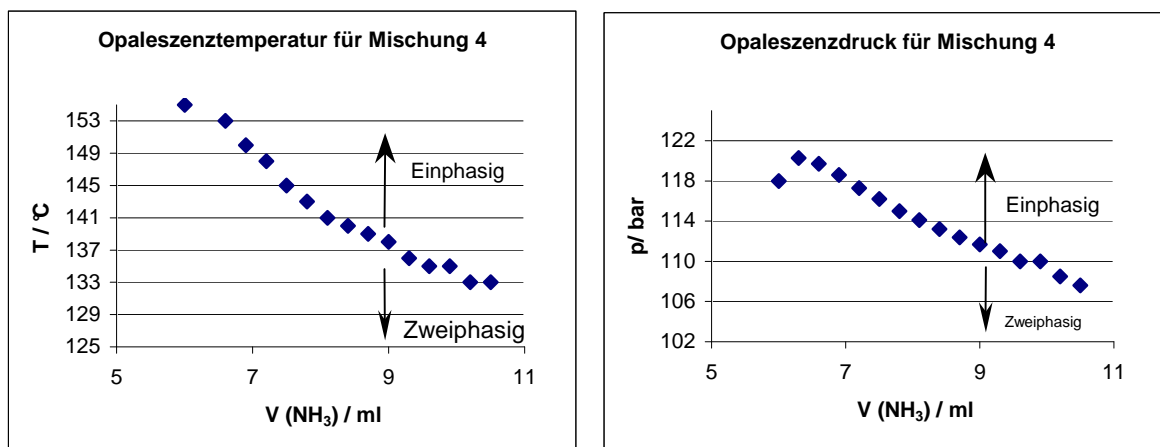 Opaleszenztemperatur für Mischung 4
153
149
145
141
137
133
129
125
T / °C
Einphasig
Zweiphasig
5
7
9
11
V (NH₃) / ml
Opaleszenzdruck für Mischung 4
122
118
114
110
106
102
p/ bar
Einphasig
Zweiphasig
5
7
9
11
V (NH₃) / ml